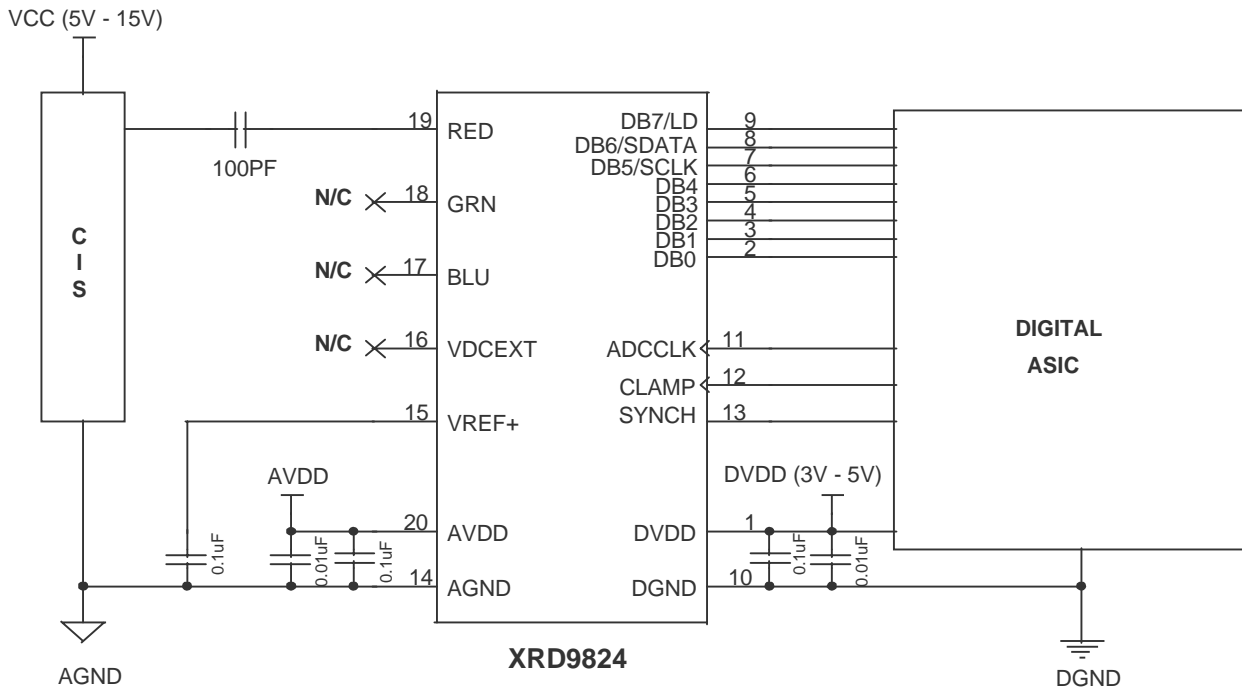 VCC (5V - 15V)
C
I
S
100PF
19 RED
N/C 18 GRN
N/C 17 BLU
N/C 16 VDCEXT
15 VREF+
AVDD
20 AVDD
14 AGND
0.1uF
0.01uF
0.1uF
AGND
DB7/LD 9
DB6/SDATA 8
DB5/SCLK 7
DB4 6
DB3 5
DB2 4
DB1 3
DB0 2
ADCCLK 11
CLAMP 12
SYNCH 13
DVDD (3V - 5V)
DVDD 1
DGND 10
0.1uF
0.01uF
XRD9824
DIGITAL
ASIC
DGND